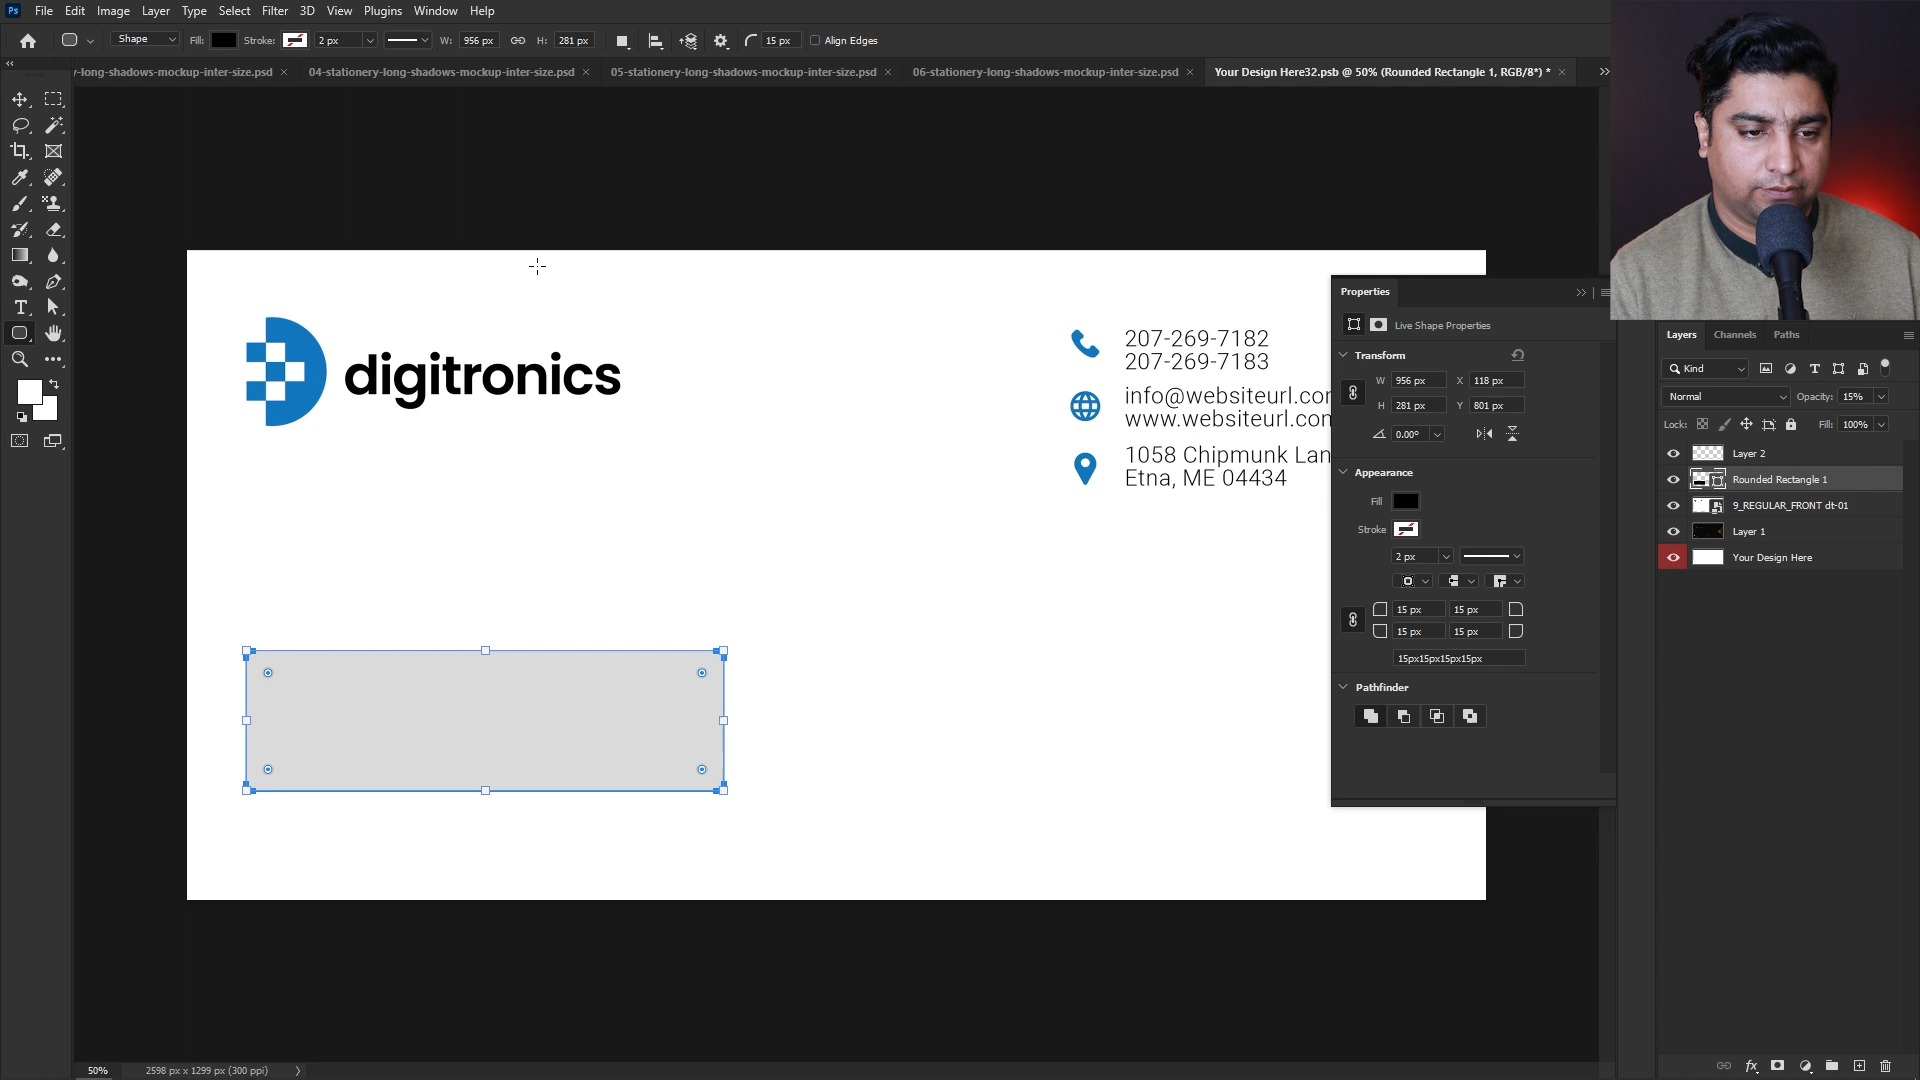 Ps File Edit Image Layer Type Select Filter 3D View Plugins Window Help
Shape Fill: Stroke: 2 px W: 956 px H: 281 px 15 px Align Edges
y-long-shadows-mockup-inter-size.psd × 04-stationery-long-shadows-mockup-inter-size.psd × 05-stationery-long-shadows-mockup-inter-size.psd × 06-stationery-long-shadows-mockup-inter-size.psd × Your Design Here32.psb @ 50% (Rounded Rectangle 1, RGB/8*) * ×
digitronics
207-269-7182
207-269-7183
info@websiteurl.com
www.websiteurl.com
1058 Chipmunk Lan
Etna, ME 04434
Properties
Live Shape Properties
Transform
W 956 px X 118 px
H 281 px Y 801 px
0.00°
Appearance
Fill
Stroke
2 px
15 px 15 px
15 px 15 px
15px15px15px15px
Pathfinder
Layers Channels Paths
Kind
Normal Opacity: 15%
Lock: Fill: 100%
Layer 2
Rounded Rectangle 1
9_REGULAR_FRONT dt-01
Layer 1
Your Design Here
fx
50% 2598 px x 1299 px (300 ppi)